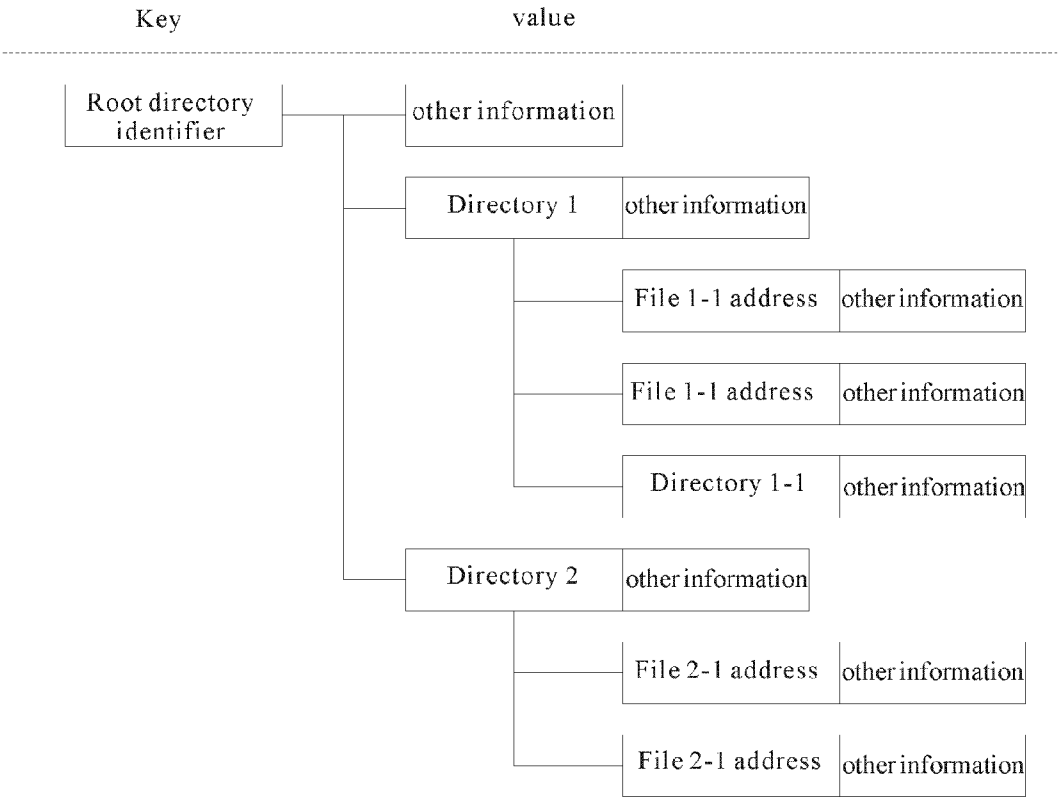 Key value
Root directory
identifier
other information
Directory 1 other information
File 1-1 address other information
File 1-1 address other information
Directory 1-1 other information
Directory 2 other information
File 2-1 address other information
File 2-1 address other information